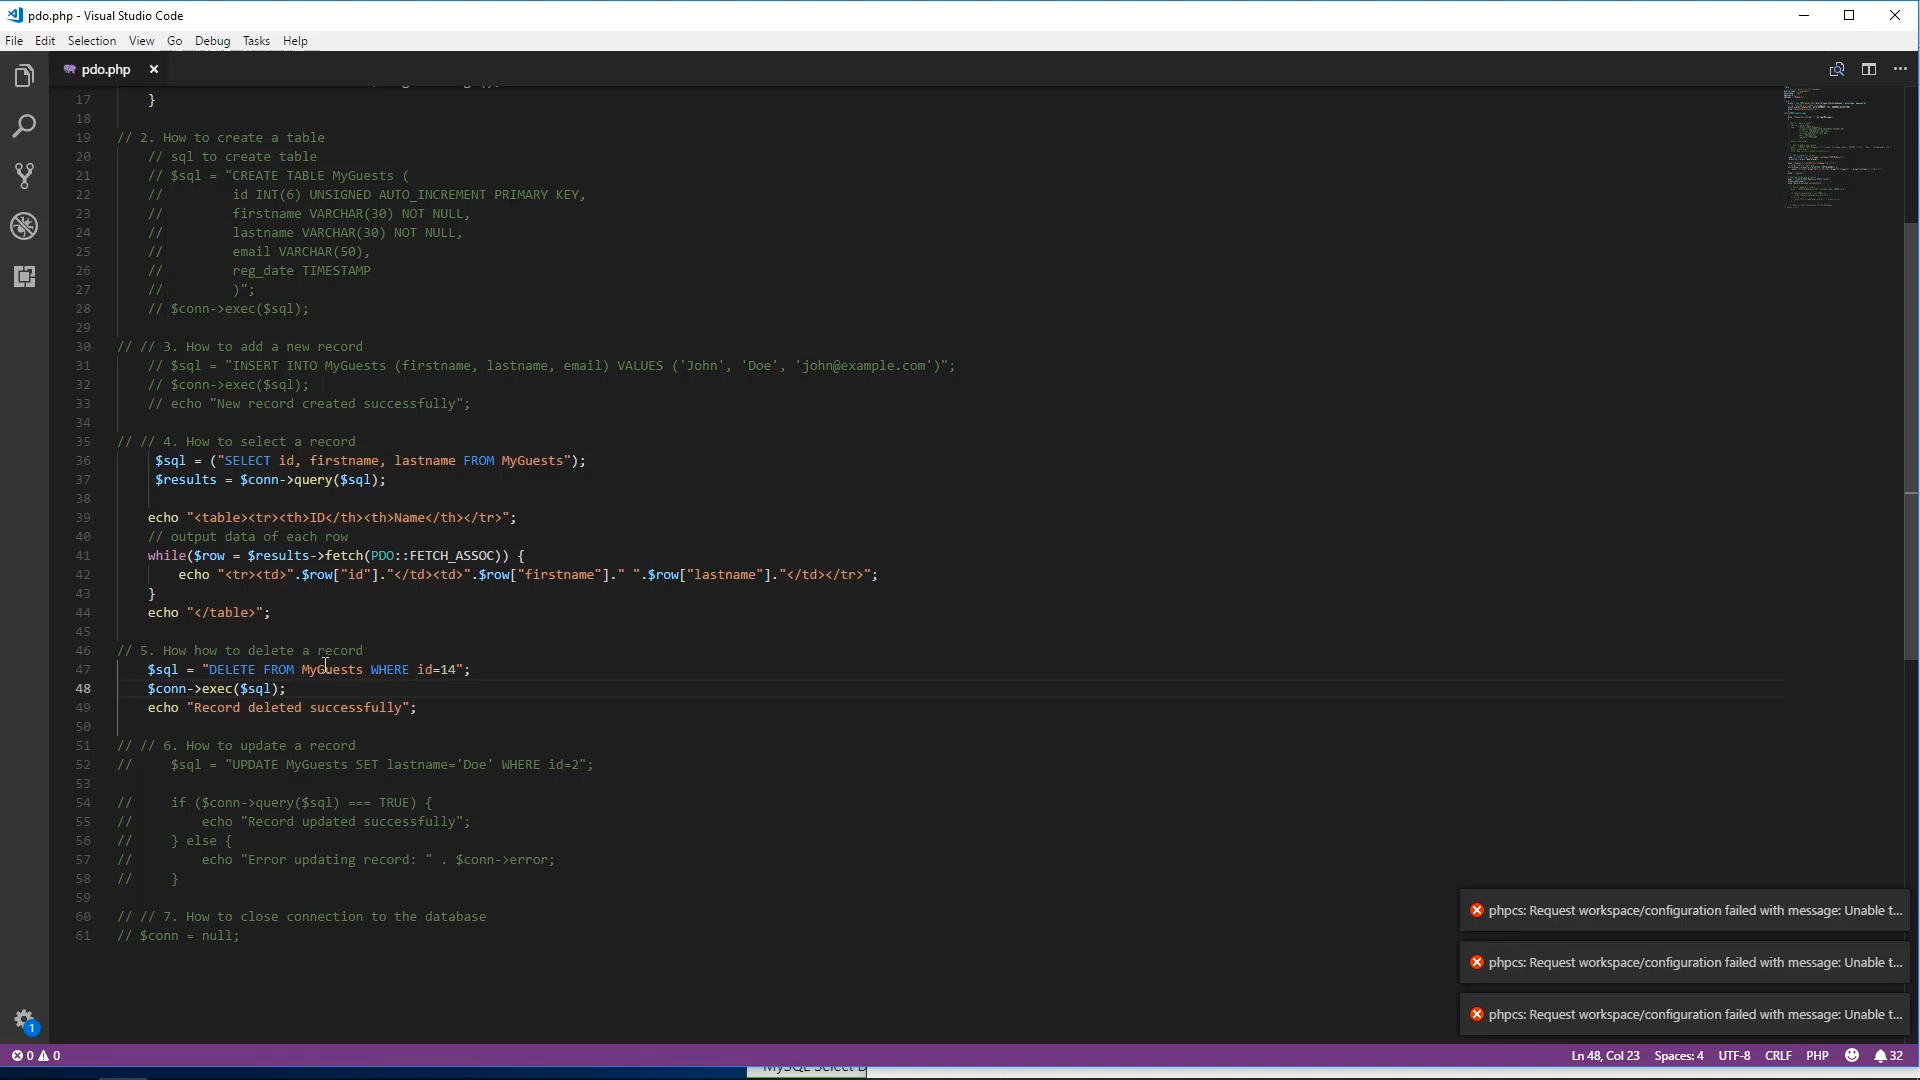 pdo.php - Visual Studio Code
File Edit Selection View Go Debug Tasks Help
pdo.php
17 }
18
19 // 2. How to create a table
20 // sql to create table
21 // $sql = "CREATE TABLE MyGuests (
22 // id INT(6) UNSIGNED AUTO_INCREMENT PRIMARY KEY,
23 // firstname VARCHAR(30) NOT NULL,
24 // lastname VARCHAR(30) NOT NULL,
25 // email VARCHAR(50),
26 // reg_date TIMESTAMP
27 // )";
28 // $conn->exec($sql);
29
30 // // 3. How to add a new record
31 // $sql = "INSERT INTO MyGuests (firstname, lastname, email) VALUES ('John', 'Doe', 'john@example.com')";
32 // $conn->exec($sql);
33 // echo "New record created successfully";
34
35 // // 4. How to select a record
36 $sql = ("SELECT id, firstname, lastname FROM MyGuests");
37 $results = $conn->query($sql);
38
39 echo "<table><tr><th>ID</th><th>Name</th></tr>";
40 // output data of each row
41 while($row = $results->fetch(PDO::FETCH_ASSOC)) {
42 echo "<tr><td>".$row["id"]."</td><td>".$row["firstname"]." ".$row["lastname"]."</td></tr>";
43 }
44 echo "</table>";
45
46 // 5. How how to delete a record
47 $sql = "DELETE FROM MyGuests WHERE id=14";
48 $conn->exec($sql);
49 echo "Record deleted successfully";
50
51 // // 6. How to update a record
52 // $sql = "UPDATE MyGuests SET lastname='Doe' WHERE id=2";
53
54 // if ($conn->query($sql) === TRUE) {
55 // echo "Record updated successfully";
56 // } else {
57 // echo "Error updating record: " . $conn->error;
58 // }
59
60 // // 7. How to close connection to the database
61 // $conn = null;
phpcs: Request workspace/configuration failed with message: Unable t...
phpcs: Request workspace/configuration failed with message: Unable t...
phpcs: Request workspace/configuration failed with message: Unable t...
1
0 0 Ln 48, Col 23 Spaces: 4 UTF-8 CRLF PHP 32
MySQL Select D